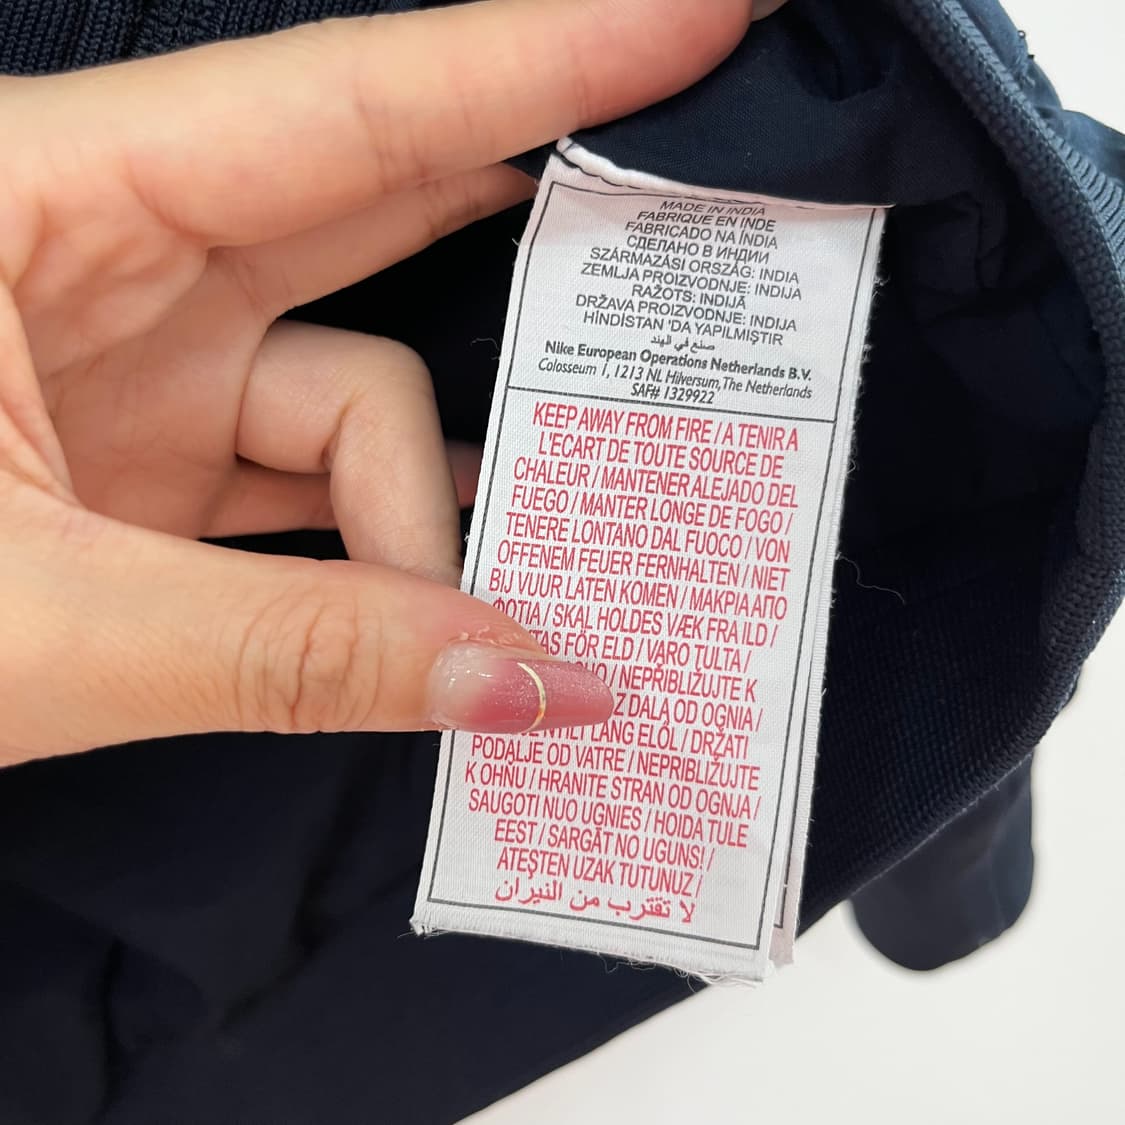 MADE IN INDIA
FABRIQUE EN INDE
FABRICADO NA ÍNDIA
СДЕЛАНО В ИНДИИ
SZÁRMAZÁSI ORSZÁG: INDIA
ZEMLJA PROIZVODNJE: INDIJA
RAŽOTS: INDIJĀ
DRŽAVA PROIZVODNJE: INDIJA
HİNDİSTAN 'DA YAPILMIŞTIR
صنع في الهند
Nike European Operations Netherlands B.V.
Colosseum 1, 1213 NL Hilversum, The Netherlands
SAF# 1329922
KEEP AWAY FROM FIRE / A TENIR A
L'ECART DE TOUTE SOURCE DE
CHALEUR / MANTENER ALEJADO DEL
FUEGO / MANTER LONGE DE FOGO /
TENERE LONTANO DAL FUOCO / VON
OFFENEM FEUER FERNHALTEN / NIET
BIJ VUUR LATEN KOMEN / ΜΑΚΡΙΑ ΑΠΟ
ΦΩΤΙΑ / SKAL HOLDES VÆK FRA ILD /
FÖR ELD / VARO TULTA /
/ NEPŘIBLIŽUJTE K
Z DALA OD OGNIA /
LÁNG ELŐL / DRŽATI
PODALJE OD VATRE / NEPRIBLIŽUJTE
K OHŇU / HRANITE STRAN OD OGNJA /
SAUGOTI NUO UGNIES / HOIDA TULE
EEST / SARGĀT NO UGUNS! /
ATEŞTEN UZAK TUTUNUZ /
لا تقترب من النيران